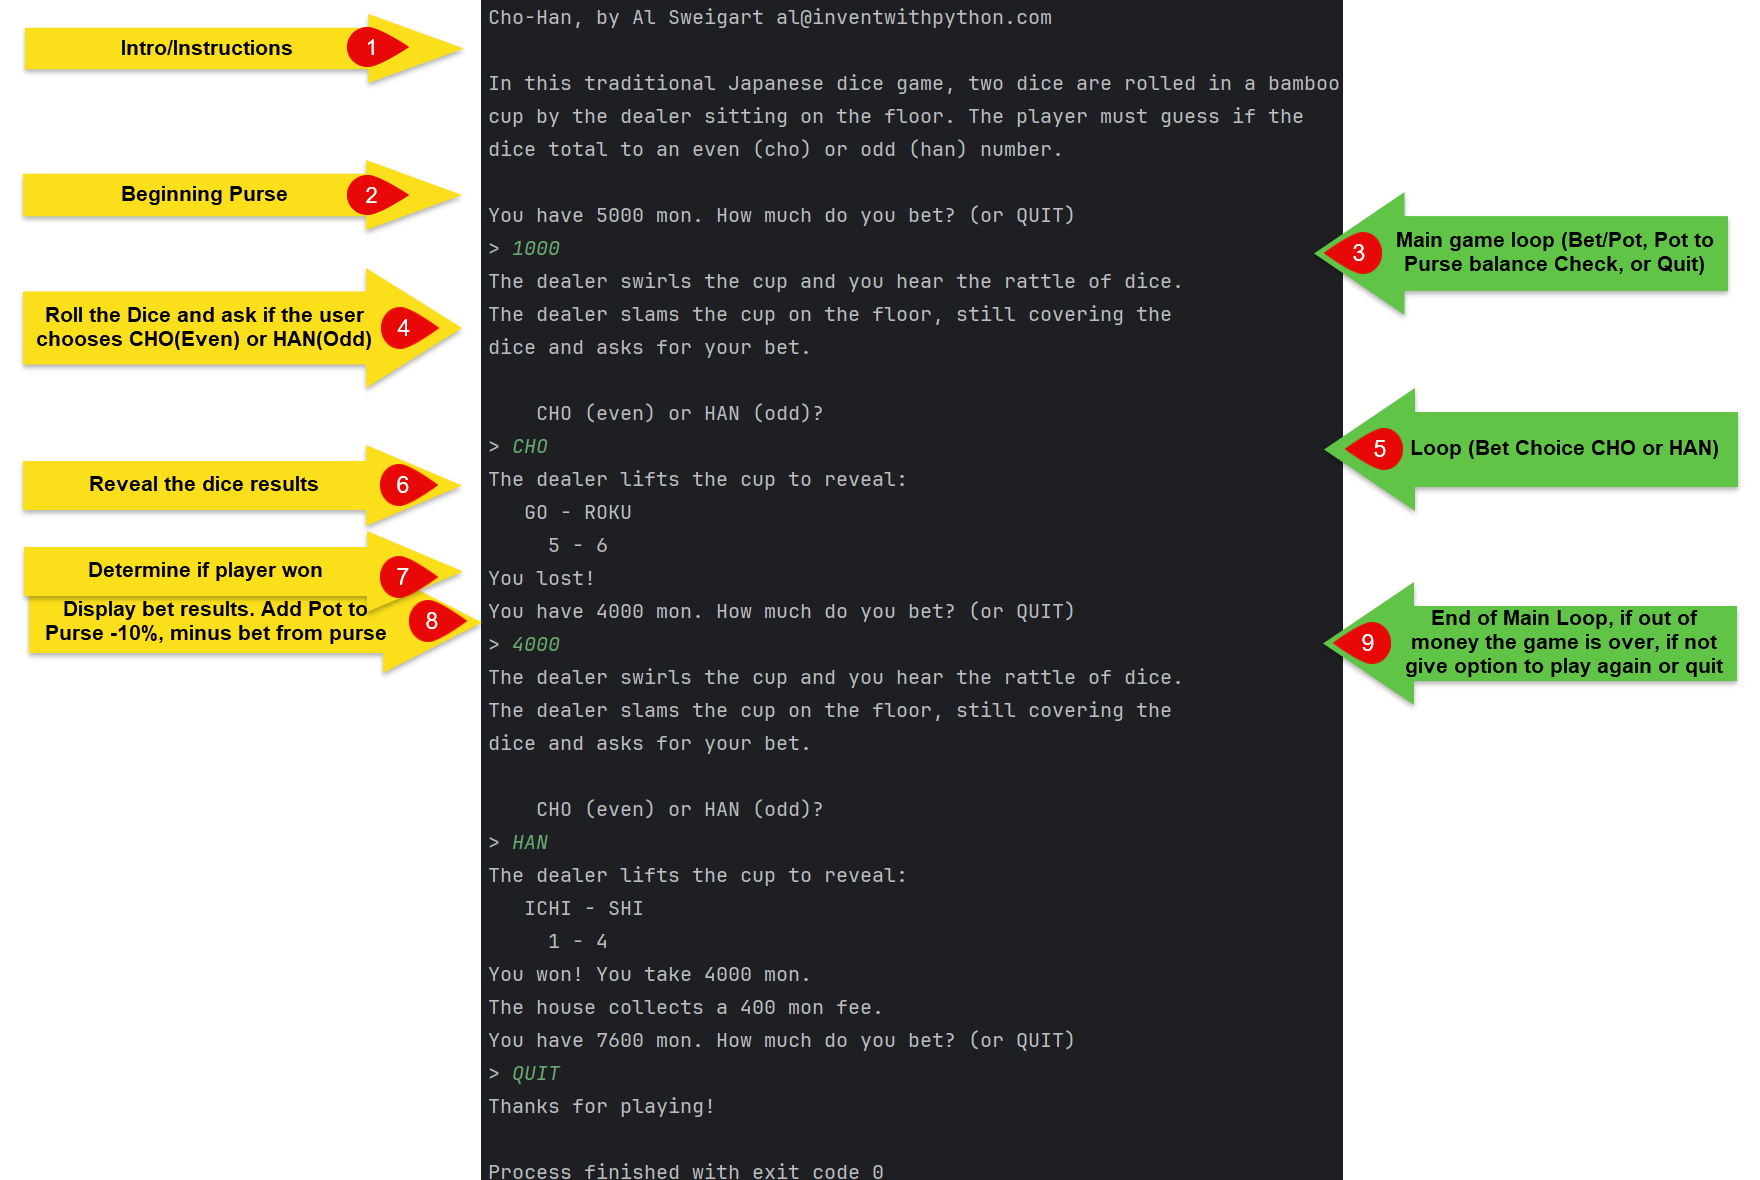 Cho-Han, by Al Sweigart al@inventwithpython.com
Intro/Instructions
1
In this traditional Japanese dice game, two dice are rolled in a bamboo
cup by the dealer sitting on the floor. The player must guess if the
dice total to an even (cho) or odd (han) number.
Beginning Purse
2
You have 5000 mon. How much do you bet? (or QUIT)
> 1000
3
Main game loop (Bet/Pot, Pot to
Purse balance Check, or Quit)
The dealer swirls the cup and you hear the rattle of dice.
The dealer slams the cup on the floor, still covering the
dice and asks for your bet.
Roll the Dice and ask if the user
chooses CHO(Even) or HAN(Odd)
4
CHO (even) or HAN (odd)?
> CHO
5
Loop (Bet Choice CHO or HAN)
The dealer lifts the cup to reveal:
Reveal the dice results
6
GO - ROKU
5 - 6
Determine if player won
7
You lost!
Display bet results. Add Pot to
Purse -10%, minus bet from purse
8
You have 4000 mon. How much do you bet? (or QUIT)
> 4000
9
End of Main Loop, if out of
money the game is over, if not
give option to play again or quit
The dealer swirls the cup and you hear the rattle of dice.
The dealer slams the cup on the floor, still covering the
dice and asks for your bet.
CHO (even) or HAN (odd)?
> HAN
The dealer lifts the cup to reveal:
ICHI - SHI
1 - 4
You won! You take 4000 mon.
The house collects a 400 mon fee.
You have 7600 mon. How much do you bet? (or QUIT)
> QUIT
Thanks for playing!
Process finished with exit code 0